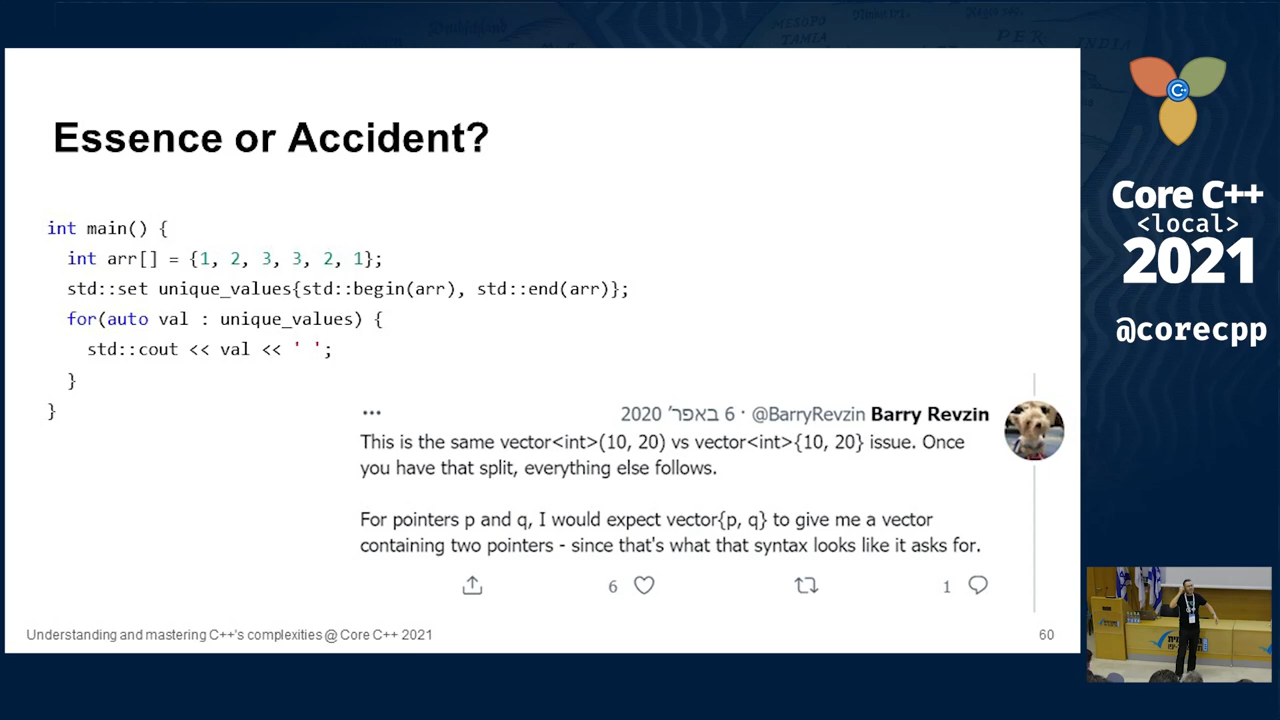 Essence or Accident?
int main() {
int arr[] = {1, 2, 3, 3, 2, 1};
std::set unique_values{std::begin(arr), std::end(arr)};
for(auto val : unique_values) {
std::cout << val << ' ';
}
}
... 2020 באפר׳ 6 · @BarryRevzin Barry Revzin
This is the same vector<int>(10, 20) vs vector<int>{10, 20} issue. Once
you have that split, everything else follows.
For pointers p and q, I would expect vector{p, q} to give me a vector
containing two pointers - since that's what that syntax looks like it asks for.
6 1
Understanding and mastering C++'s complexities @ Core C++ 2021
60
C++
Core C++
<local>
2021
@corecpp
PER
INDIA
MESOPO
TAMIA